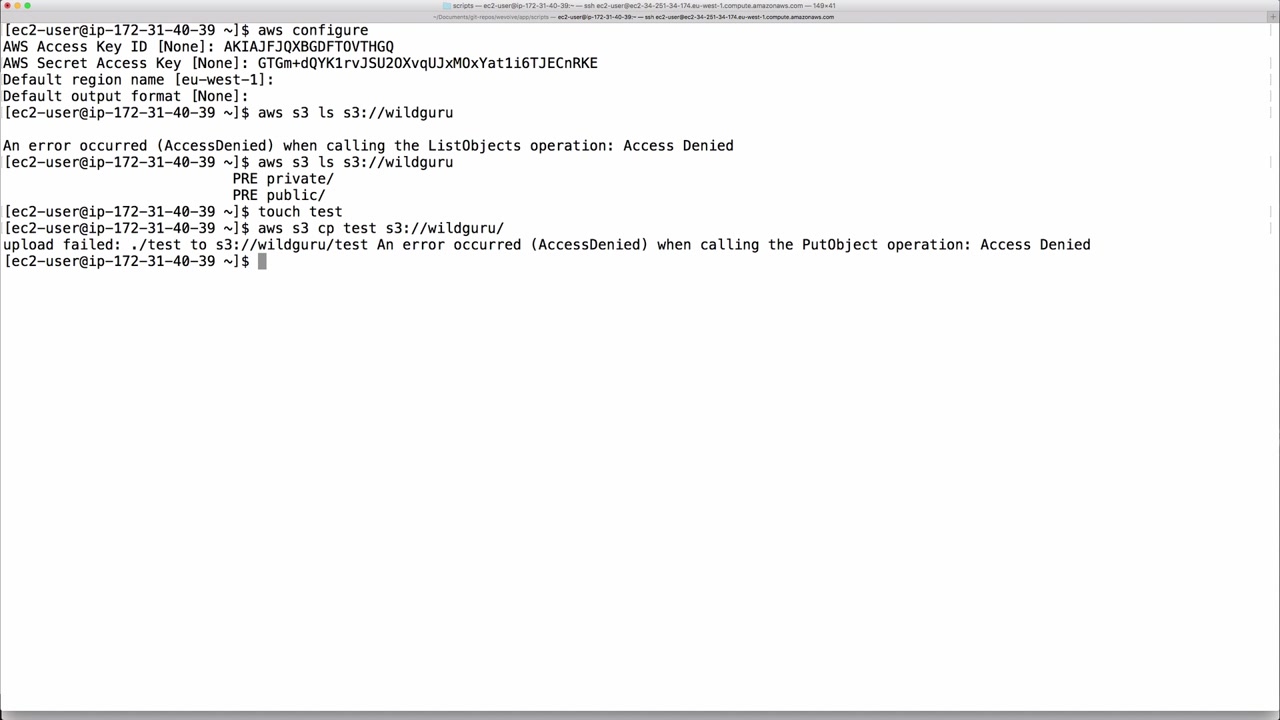 scripts — ec2-user@ip-172-31-40-39:~ — ssh ec2-user@ec2-34-251-34-174.eu-west-1.compute.amazonaws.com — 149×41
~/Documents/git-repos/wevolve/app/scripts — ec2-user@ip-172-31-40-39:~ — ssh ec2-user@ec2-34-251-34-174.eu-west-1.compute.amazonaws.com
[ec2-user@ip-172-31-40-39 ~]$ aws configure
AWS Access Key ID [None]: AKIAJFJQXBGDFTOVTHGQ
AWS Secret Access Key [None]: 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
Default region name [eu-west-1]:
Default output format [None]:
[ec2-user@ip-172-31-40-39 ~]$ aws s3 ls s3://wildguru
An error occurred (AccessDenied) when calling the ListObjects operation: Access Denied
[ec2-user@ip-172-31-40-39 ~]$ aws s3 ls s3://wildguru
PRE private/
PRE public/
[ec2-user@ip-172-31-40-39 ~]$ touch test
[ec2-user@ip-172-31-40-39 ~]$ aws s3 cp test s3://wildguru/
upload failed: ./test to s3://wildguru/test An error occurred (AccessDenied) when calling the PutObject operation: Access Denied
[ec2-user@ip-172-31-40-39 ~]$